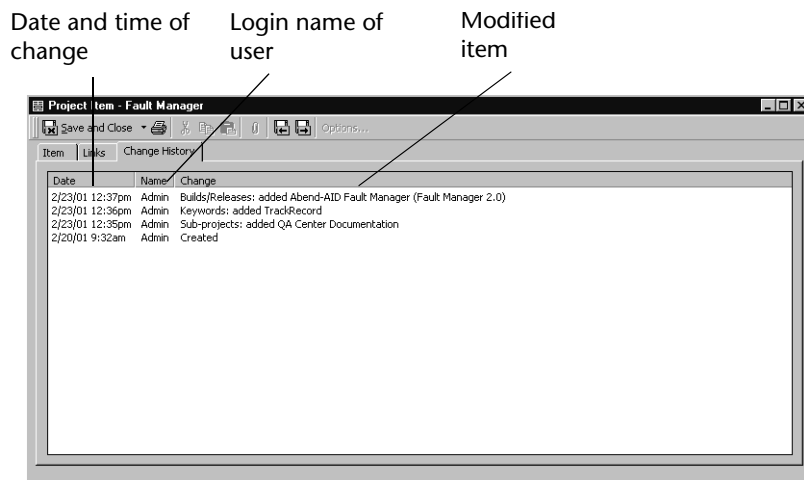 Date and time of change
Login name of user
Modified item
Project Item - Fault Manager
Save and Close
Options...
Item Links Change History
Date Name Change
2/23/01 12:37pm Admin Builds/Releases: added Abend-AID Fault Manager (Fault Manager 2.0)
2/23/01 12:36pm Admin Keywords: added TrackRecord
2/23/01 12:35pm Admin Sub-projects: added QA Center Documentation
2/20/01 9:32am Admin Created